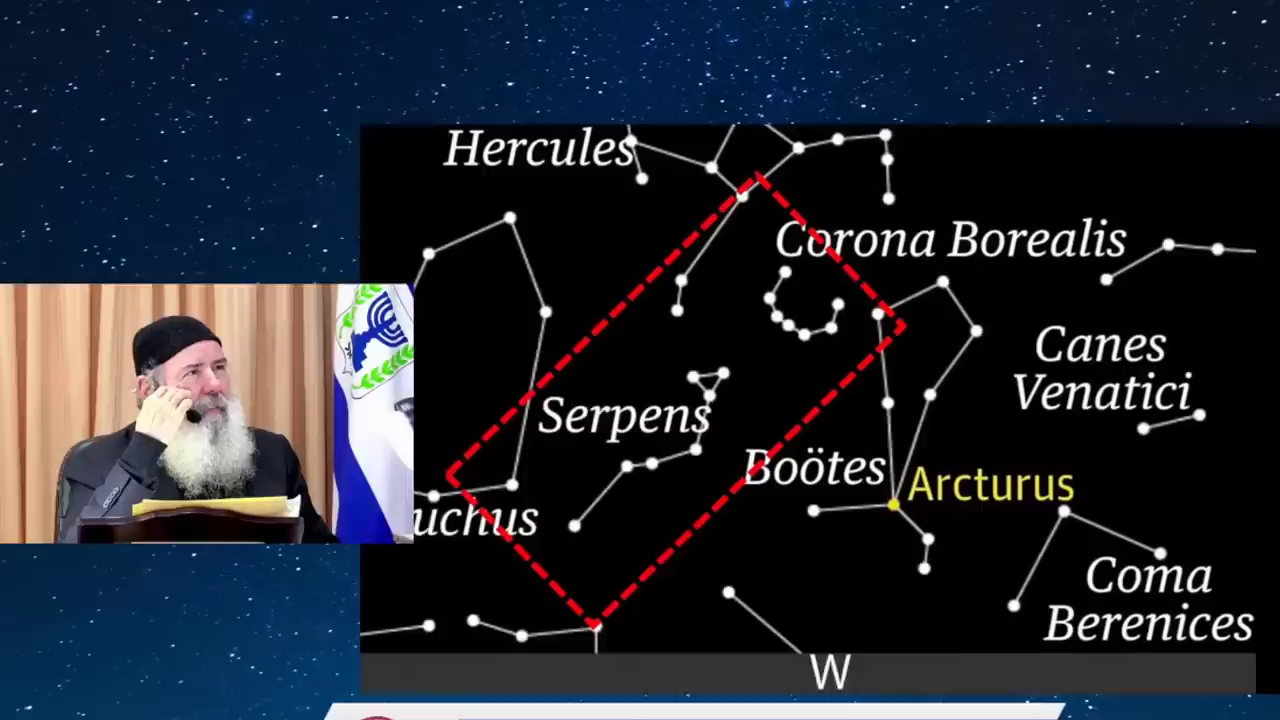 Hercules
Corona Borealis
Canes
Venatici
Serpens
Boötes
Arcturus
uchus
Coma
Berenices
W